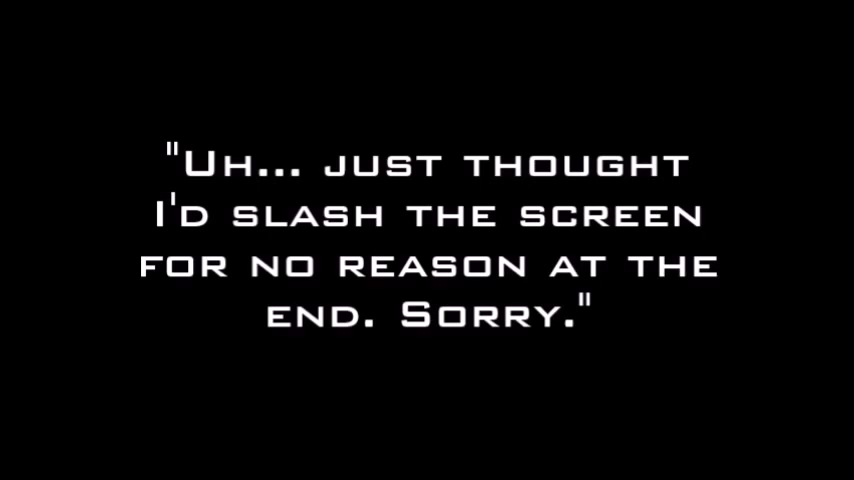 "Uh... just thought
I'd slash the screen
for no reason at the
end. Sorry."